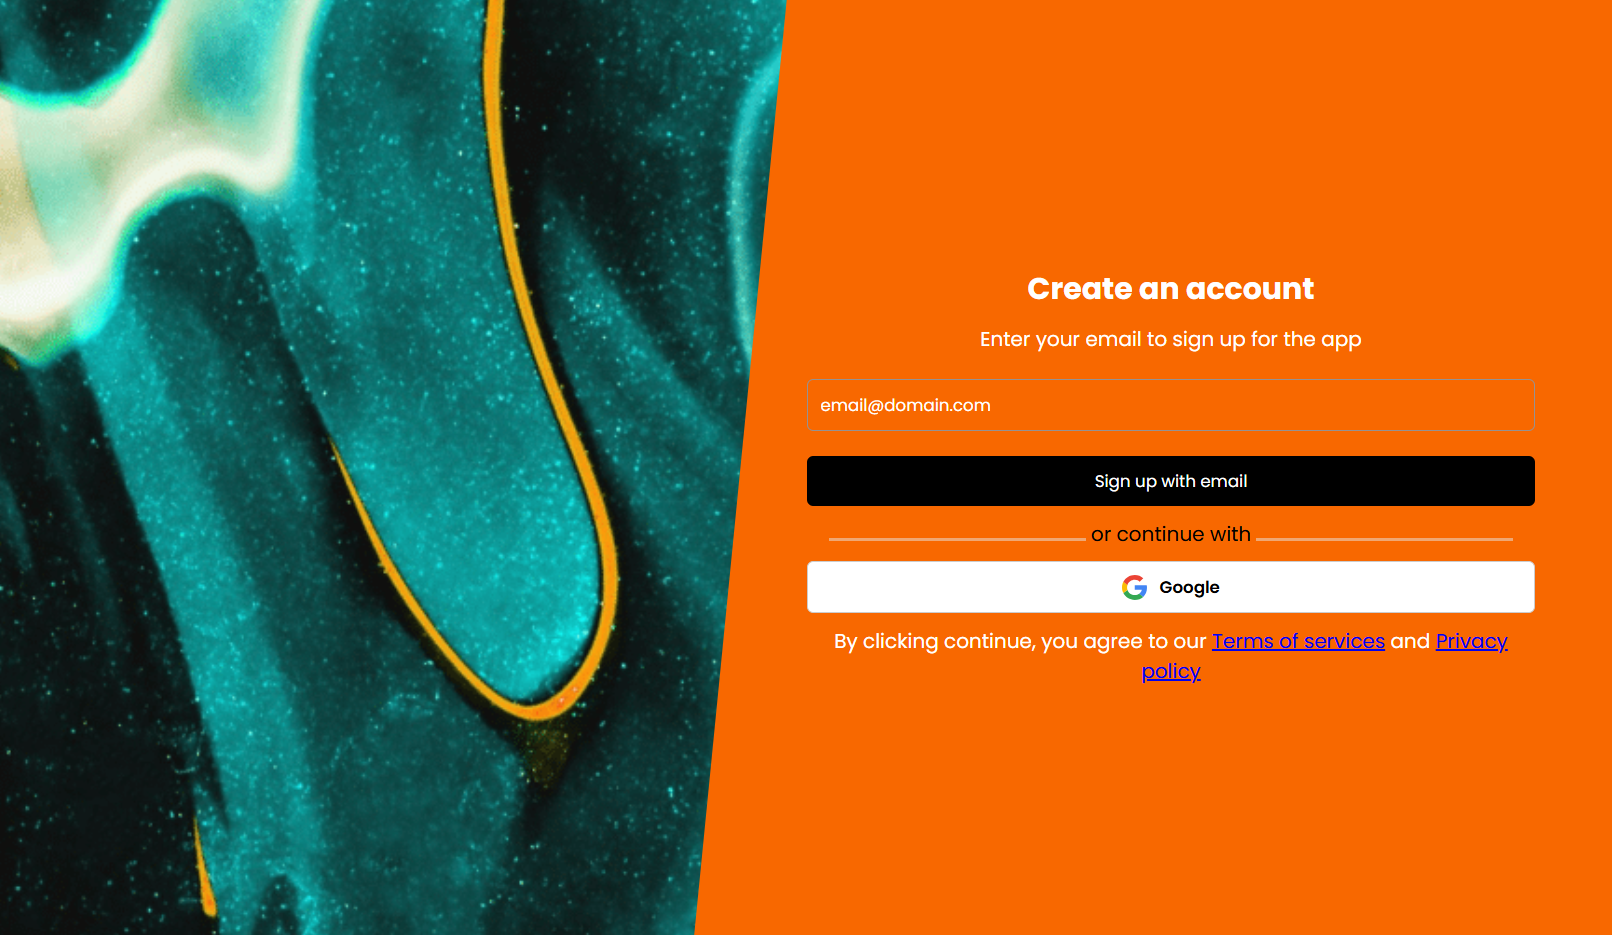 Create an account
Enter your email to sign up for the app
email@domain.com
Sign up with email
or continue with
Google
By clicking continue, you agree to our Terms of services and Privacy
policy